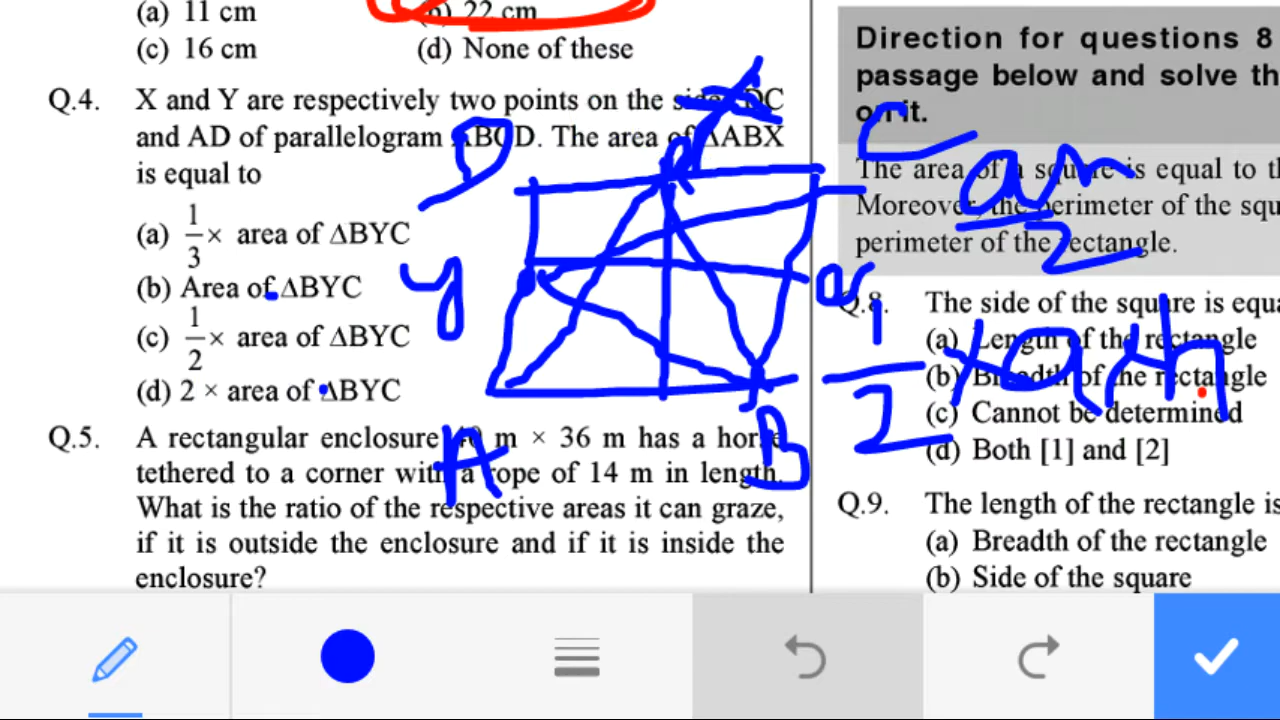 (a) 11 cm
(b) 22 cm
(c) 16 cm
(d) None of these
Q.4. X and Y are respectively two points on the DC
and AD of parallelogram ABCD. The area of ΔABX
is equal to
(a) 1/3 × area of ΔBYC
(b) Area of ΔBYC
(c) 1/2 × area of ΔBYC
(d) 2 × area of ΔBYC
Q.5. A rectangular enclosure m × 36 m has a horse
tethered to a corner with a rope of 14 m in length.
What is the ratio of the respective areas it can graze,
if it is outside the enclosure and if it is inside the
enclosure?
Direction for questions 8
passage below and solve th
on it.
The area of a square is equal to th
Moreover, the perimeter of the squ
perimeter of the rectangle.
Q.8. The side of the square is equa
(a) Length of the rectangle
(b) Breadth of the rectangle
(c) Cannot be determined
(d) Both [1] and [2]
Q.9. The length of the rectangle is
(a) Breadth of the rectangle
(b) Side of the square
D
C
y
a
A
B
1/2 × a × h